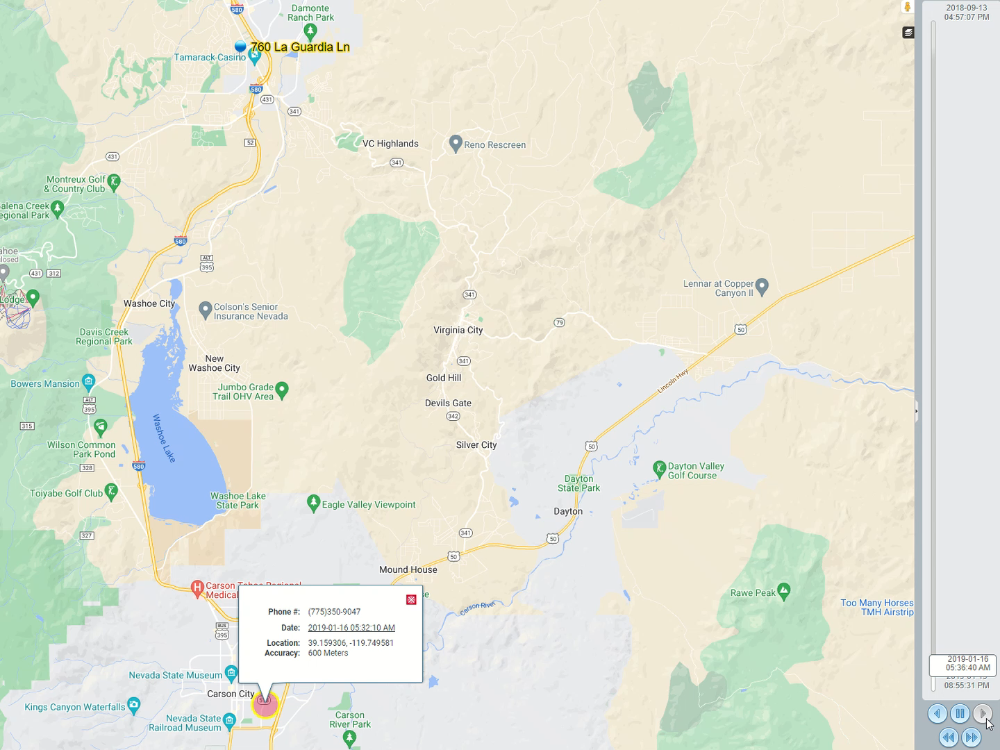 580
Damonte
Ranch Park
760 La Guardia Ln
Tamarack Casino
580
431
341
52
VC Highlands
Reno Rescreen
431
341
Montreux Golf
& Country Club
alena Creek
egional Park
580
ALT
395
ahoe
closed
431
312
Lodge
Lennar at Copper
Canyon II
341
Washoe City
Colson's Senior
Insurance Nevada
79
50
Virginia City
Davis Creek
Regional Park
New
Washoe City
341
Gold Hill
Lincoln Hwy
Bowers Mansion
Jumbo Grade
Trail OHV Area
Devils Gate
ALT
395
342
315
Washoe Lake
Wilson Common
Park Pond
Silver City
50
328
580
Dayton Valley
Golf Course
Dayton
State Park
Toiyabe Golf Club
Washoe Lake
State Park
Eagle Valley Viewpoint
Dayton
327
341
50
50
Mound House
Carson Tahoe Regional
Medical
se
Rawe Peak
Too Many Horses
TMH Airstrip
Carson River
BUS
395
Phone #: (775)350-9047
Date: 2019-01-16 05:32:10 AM
Location: 39.159306, -119.749581
Accuracy: 600 Meters
Nevada State Museum
Carson City
Kings Canyon Waterfalls
Nevada State
Railroad Museum
Carson
River Park
2018-09-13
04:57:07 PM
2019-01-16
05:36:40 AM
08:55:31 PM